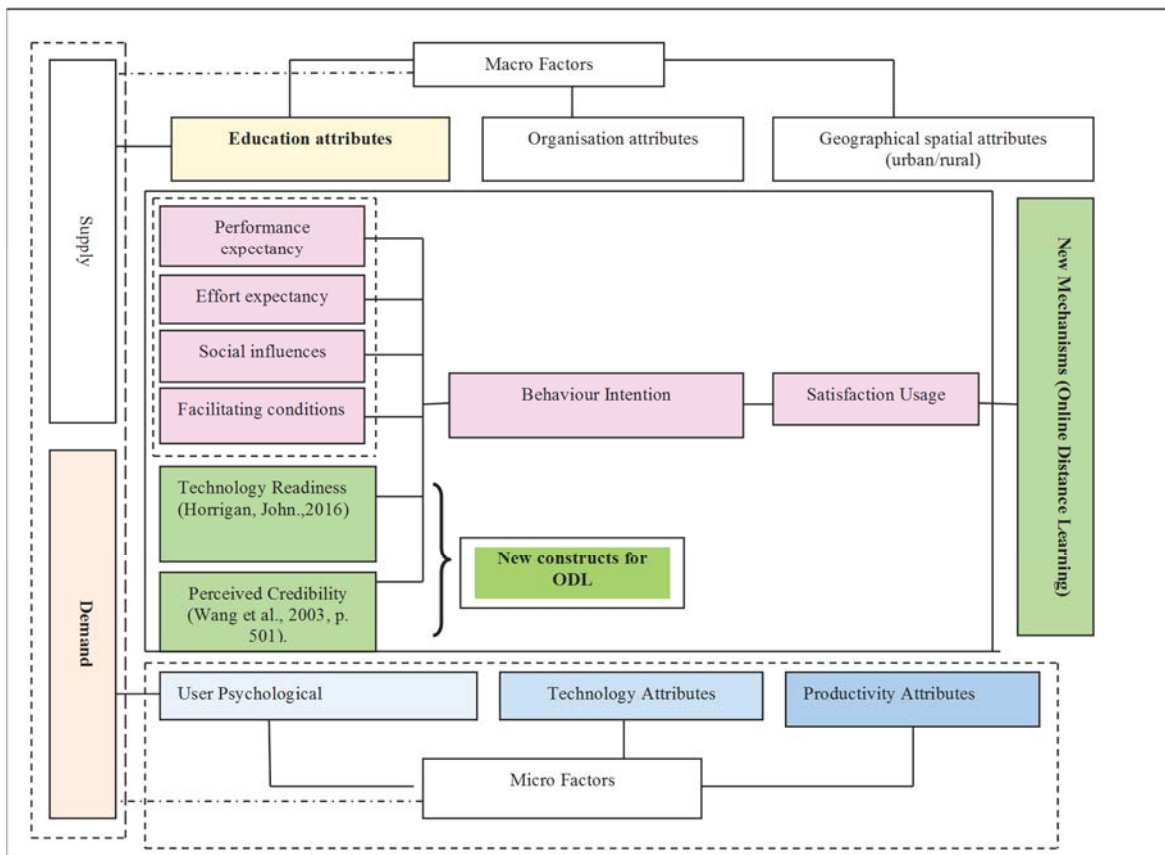 Macro Factors
Education attributes
Organisation attributes
Geographical spatial attributes
(urban/rural)
Supply
Performance
expectancy
Effort expectancy
Social influences
Facilitating conditions
Behaviour Intention
Satisfaction Usage
New Mechanisms (Online Distance Learning)
Technology Readiness
(Horrigan, John.,2016)
New constructs for
ODL
Perceived Credibility
(Wang et al., 2003, p.
501).
Demand
User Psychological
Technology Attributes
Productivity Attributes
Micro Factors